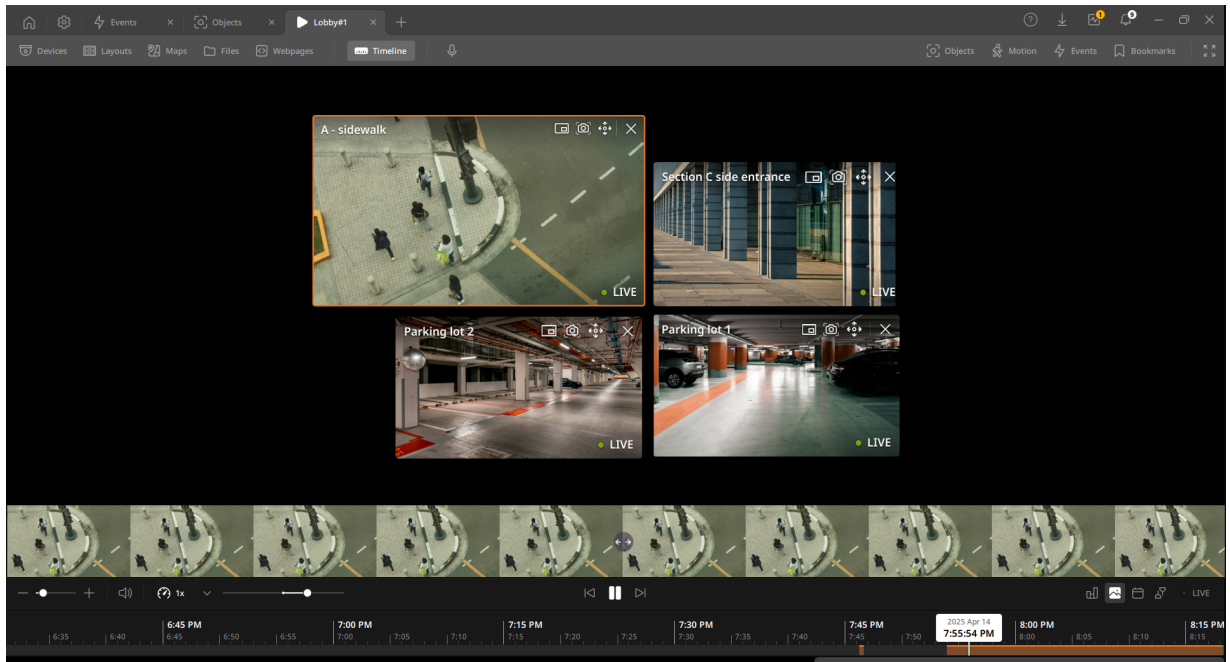 Events Objects Lobby#1 9
Devices Layouts Maps Files Webpages Timeline Objects Motion Events Bookmarks
A - sidewalk
LIVE
Section C side entrance
LIVE
Parking lot 2
LIVE
Parking lot 1
LIVE
1x LIVE
6:45 PM 7:00 PM 7:15 PM 7:30 PM 7:45 PM 2025 Apr 14 8:00 PM 8:15 PM
6:35 6:40 6:45 6:50 6:55 7:00 7:05 7:10 7:15 7:20 7:25 7:30 7:35 7:40 7:45 7:50 7:55:54 PM 8:00 8:05 8:10 8:15